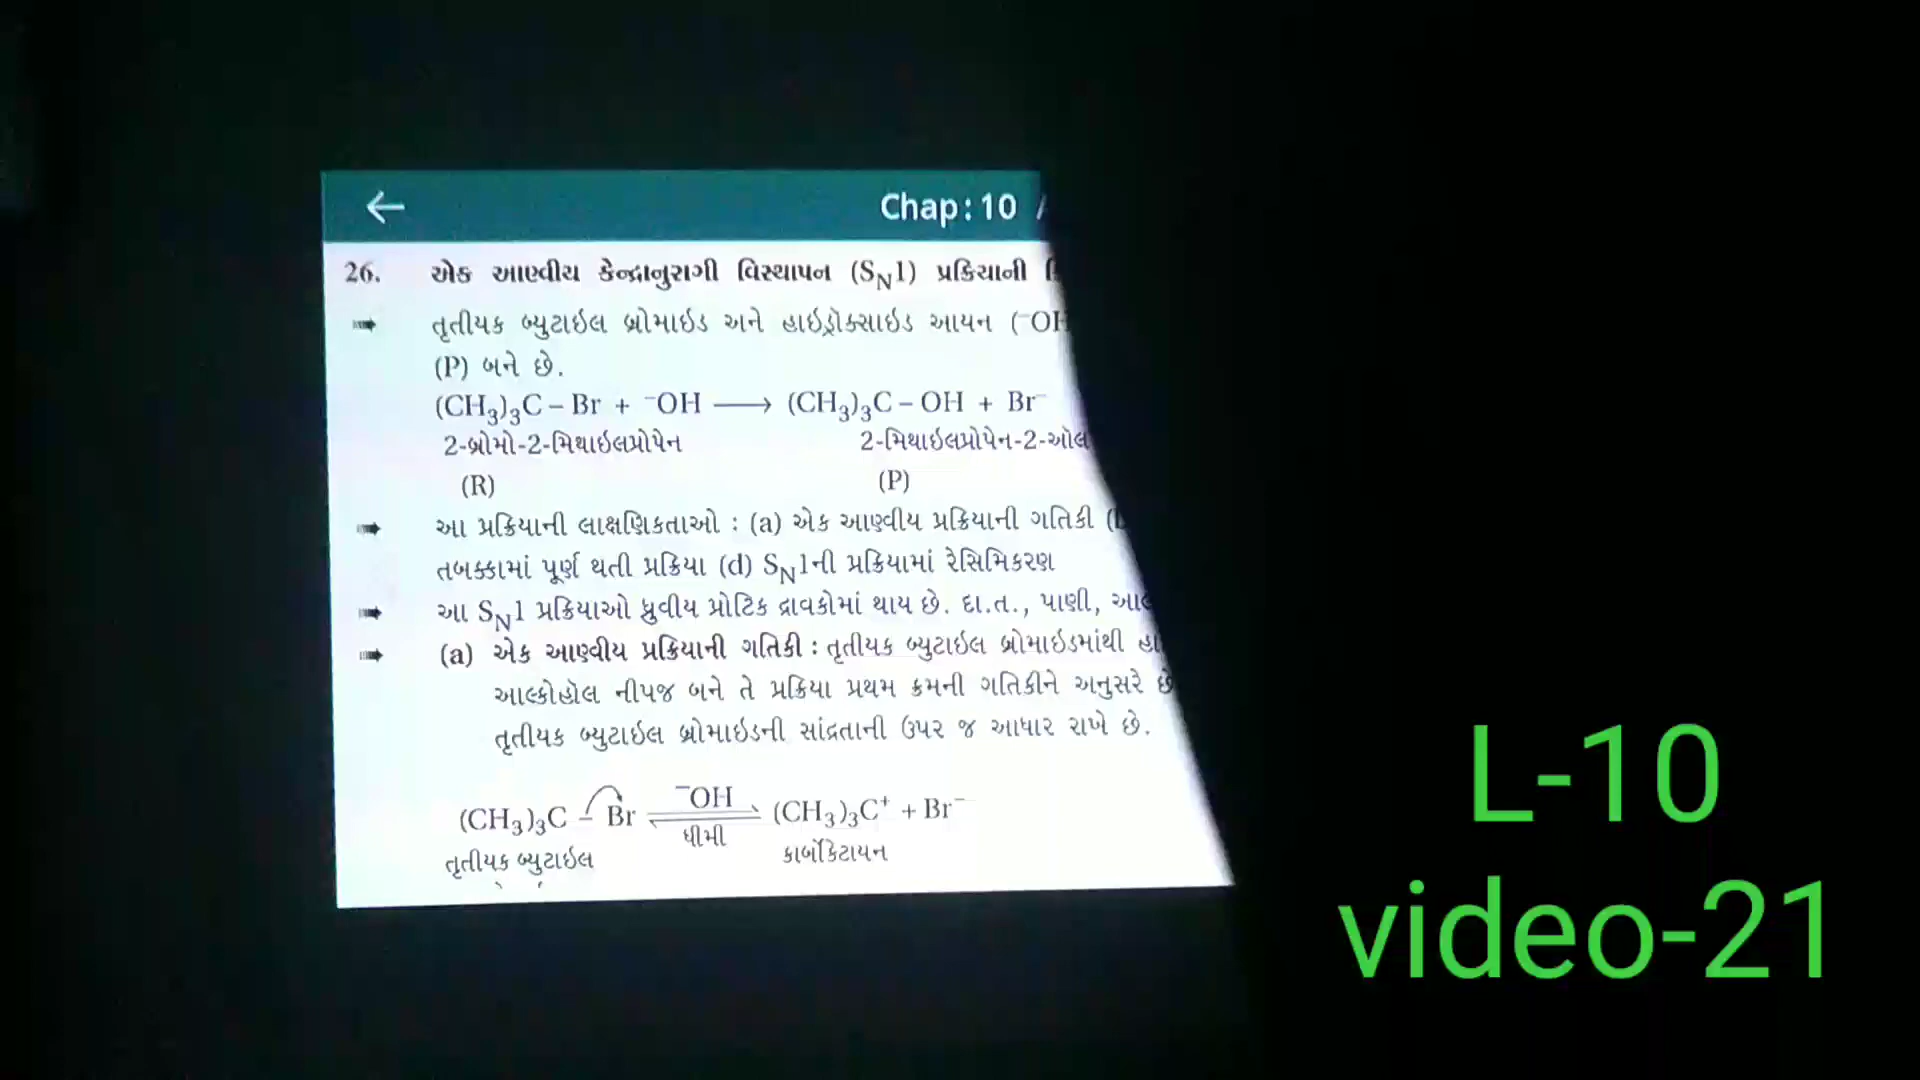 Chap: 10
26. એક આણ્વીય કેન્દ્રાનુરાગી વિસ્થાપન (SN1) પ્રક્રિયાની
તૃતીયક બ્યુટાઇલ બ્રોમાઇડ અને હાઇડ્રૉક્સાઇડ આયન (⁻OH
(P) બને છે.
(CH₃)₃C – Br + ⁻OH ⟶ (CH₃)₃C – OH + Br⁻
2-બ્રોમો-2-મિથાઇલપ્રોપેન 2-મિથાઇલપ્રોપેન-2-ઑલ
(R) (P)
આ પ્રક્રિયાની લાક્ષણિકતાઓ : (a) એક આણ્વીય પ્રક્રિયાની ગતિકી
તબક્કામાં પૂર્ણ થતી પ્રક્રિયા (d) SN1ની પ્રક્રિયામાં રેસિમિકરણ
આ SN1 પ્રક્રિયાઓ ધ્રુવીય પ્રોટિક દ્રાવકોમાં થાય છે. દા.ત., પાણી,
(a) એક આણ્વીય પ્રક્રિયાની ગતિકી : તૃતીયક બ્યુટાઇલ બ્રોમાઇડમાંથી
આલ્કોહૉલ નીપજ બને તે પ્રક્રિયા પ્રથમ ક્રમની ગતિકીને અનુસરે છે
તૃતીયક બ્યુટાઇલ બ્રોમાઇડની સાંદ્રતાની ઉપર જ આધાર રાખે છે.
(CH₃)₃C – Br ⇌ (CH₃)₃C⁺ + Br⁻
⁻OH
ધીમી
તૃતીયક બ્યુટાઇલ કાર્બોકેટાયન
L-10
video-21